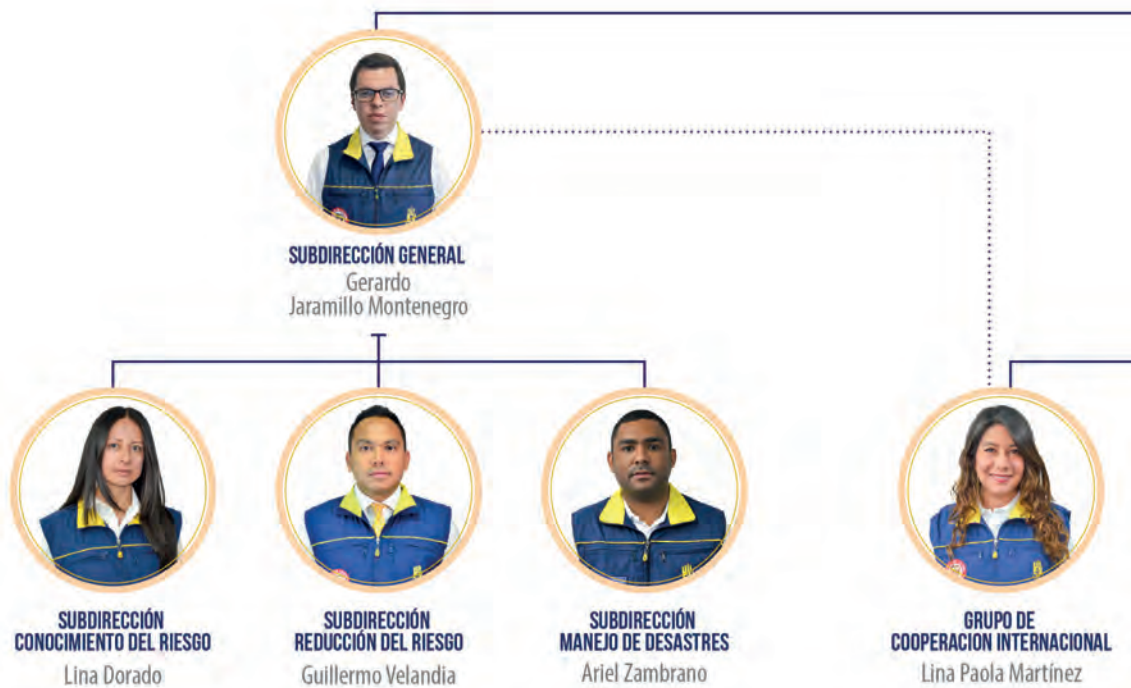 SUBDIRECCIÓN GENERAL
Gerardo
Jaramillo Montenegro
SUBDIRECCIÓN
CONOCIMIENTO DEL RIESGO
Lina Dorado
SUBDIRECCIÓN
REDUCCIÓN DEL RIESGO
Guillermo Velandia
SUBDIRECCIÓN
MANEJO DE DESASTRES
Ariel Zambrano
GRUPO DE
COOPERACION INTERNACIONAL
Lina Paola Martínez